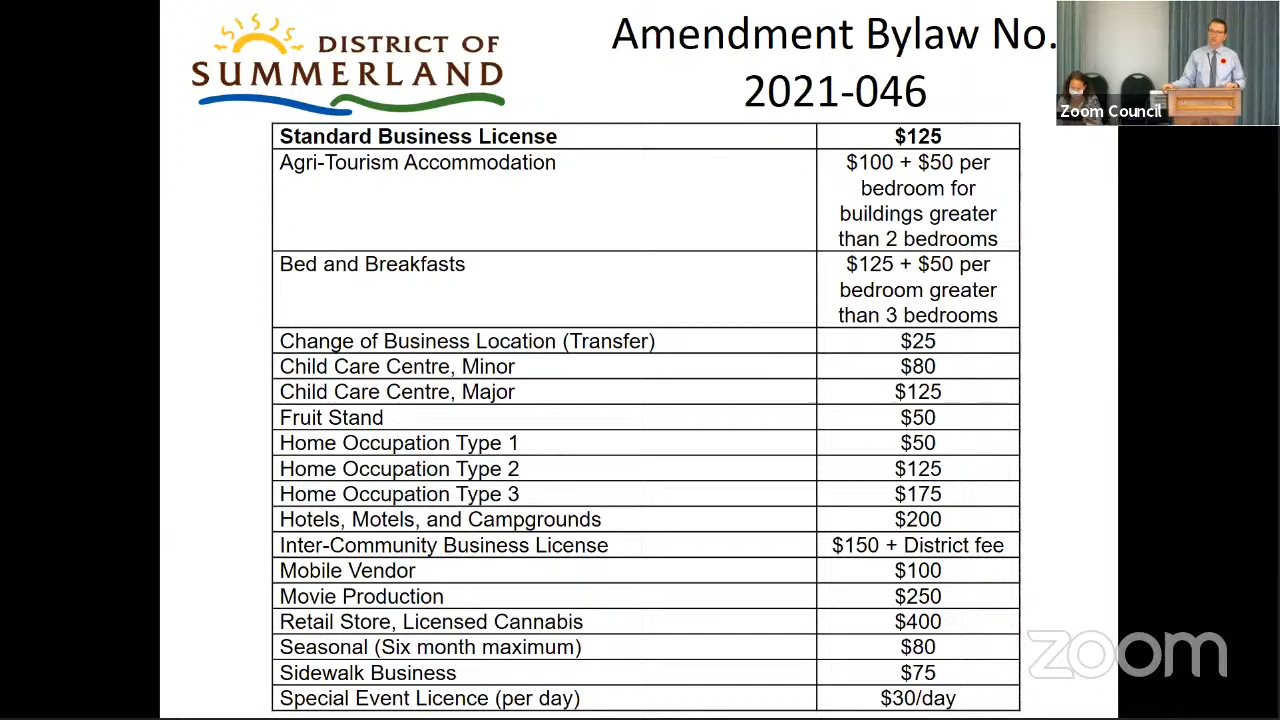 DISTRICT OF
SUMMERLAND
Amendment Bylaw No.
2021-046
Zoom Council
Standard Business License $125
Agri-Tourism Accommodation $100 + $50 per
bedroom for
buildings greater
than 2 bedrooms
Bed and Breakfasts $125 + $50 per
bedroom greater
than 3 bedrooms
Change of Business Location (Transfer) $25
Child Care Centre, Minor $80
Child Care Centre, Major $125
Fruit Stand $50
Home Occupation Type 1 $50
Home Occupation Type 2 $125
Home Occupation Type 3 $175
Hotels, Motels, and Campgrounds $200
Inter-Community Business License $150 + District fee
Mobile Vendor $100
Movie Production $250
Retail Store, Licensed Cannabis $400
Seasonal (Six month maximum) $80
Sidewalk Business $75
Special Event Licence (per day) $30/day
zoom